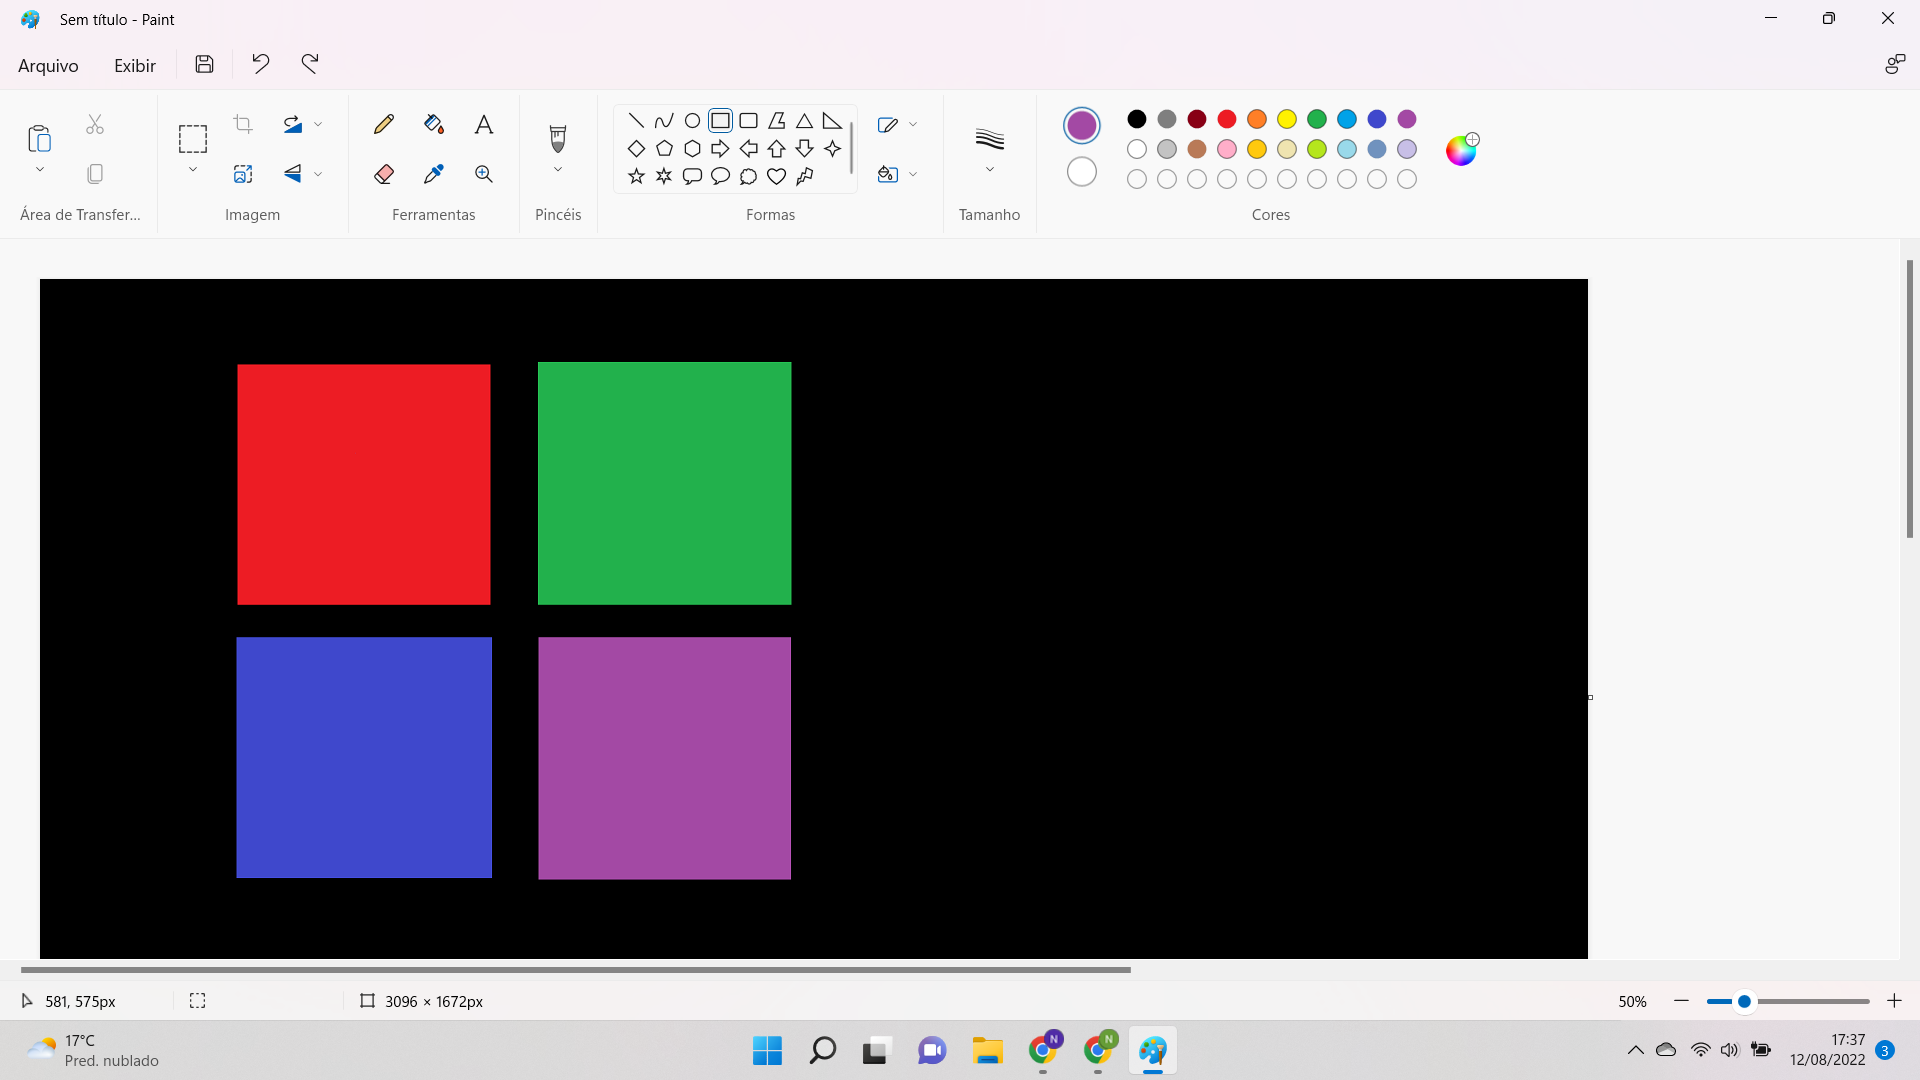 Sem título - Paint
Arquivo Exibir
Área de Transfer... Imagem Ferramentas Pincéis Formas Tamanho Cores
581, 575px 3096 × 1672px 50%
17°C
Pred. nublado
N N
17:37
12/08/2022 3